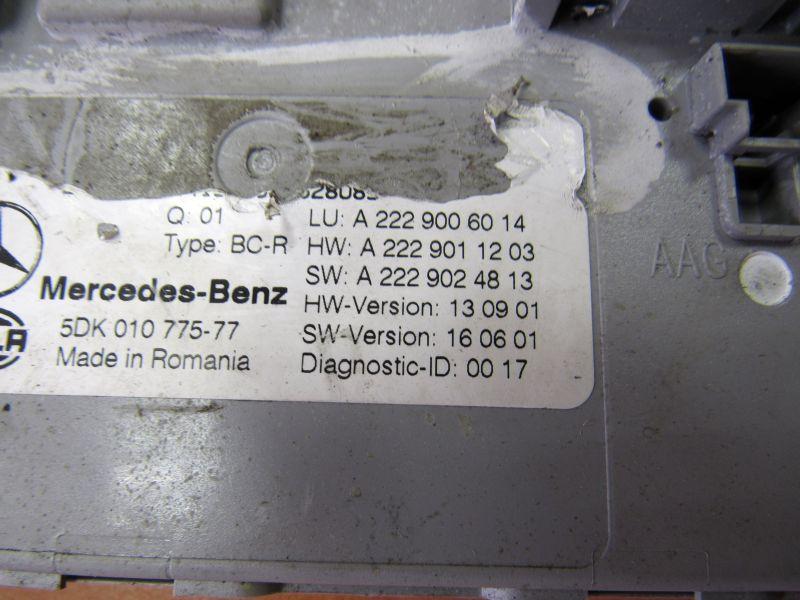 Q: 01 LU: A 222 900 60 14
Type: BC-R HW: A 222 901 12 03
SW: A 222 902 48 13
Mercedes-Benz HW-Version: 13 09 01
5DK 010 775-77 SW-Version: 16 06 01
Made in Romania Diagnostic-ID: 00 17
AAG